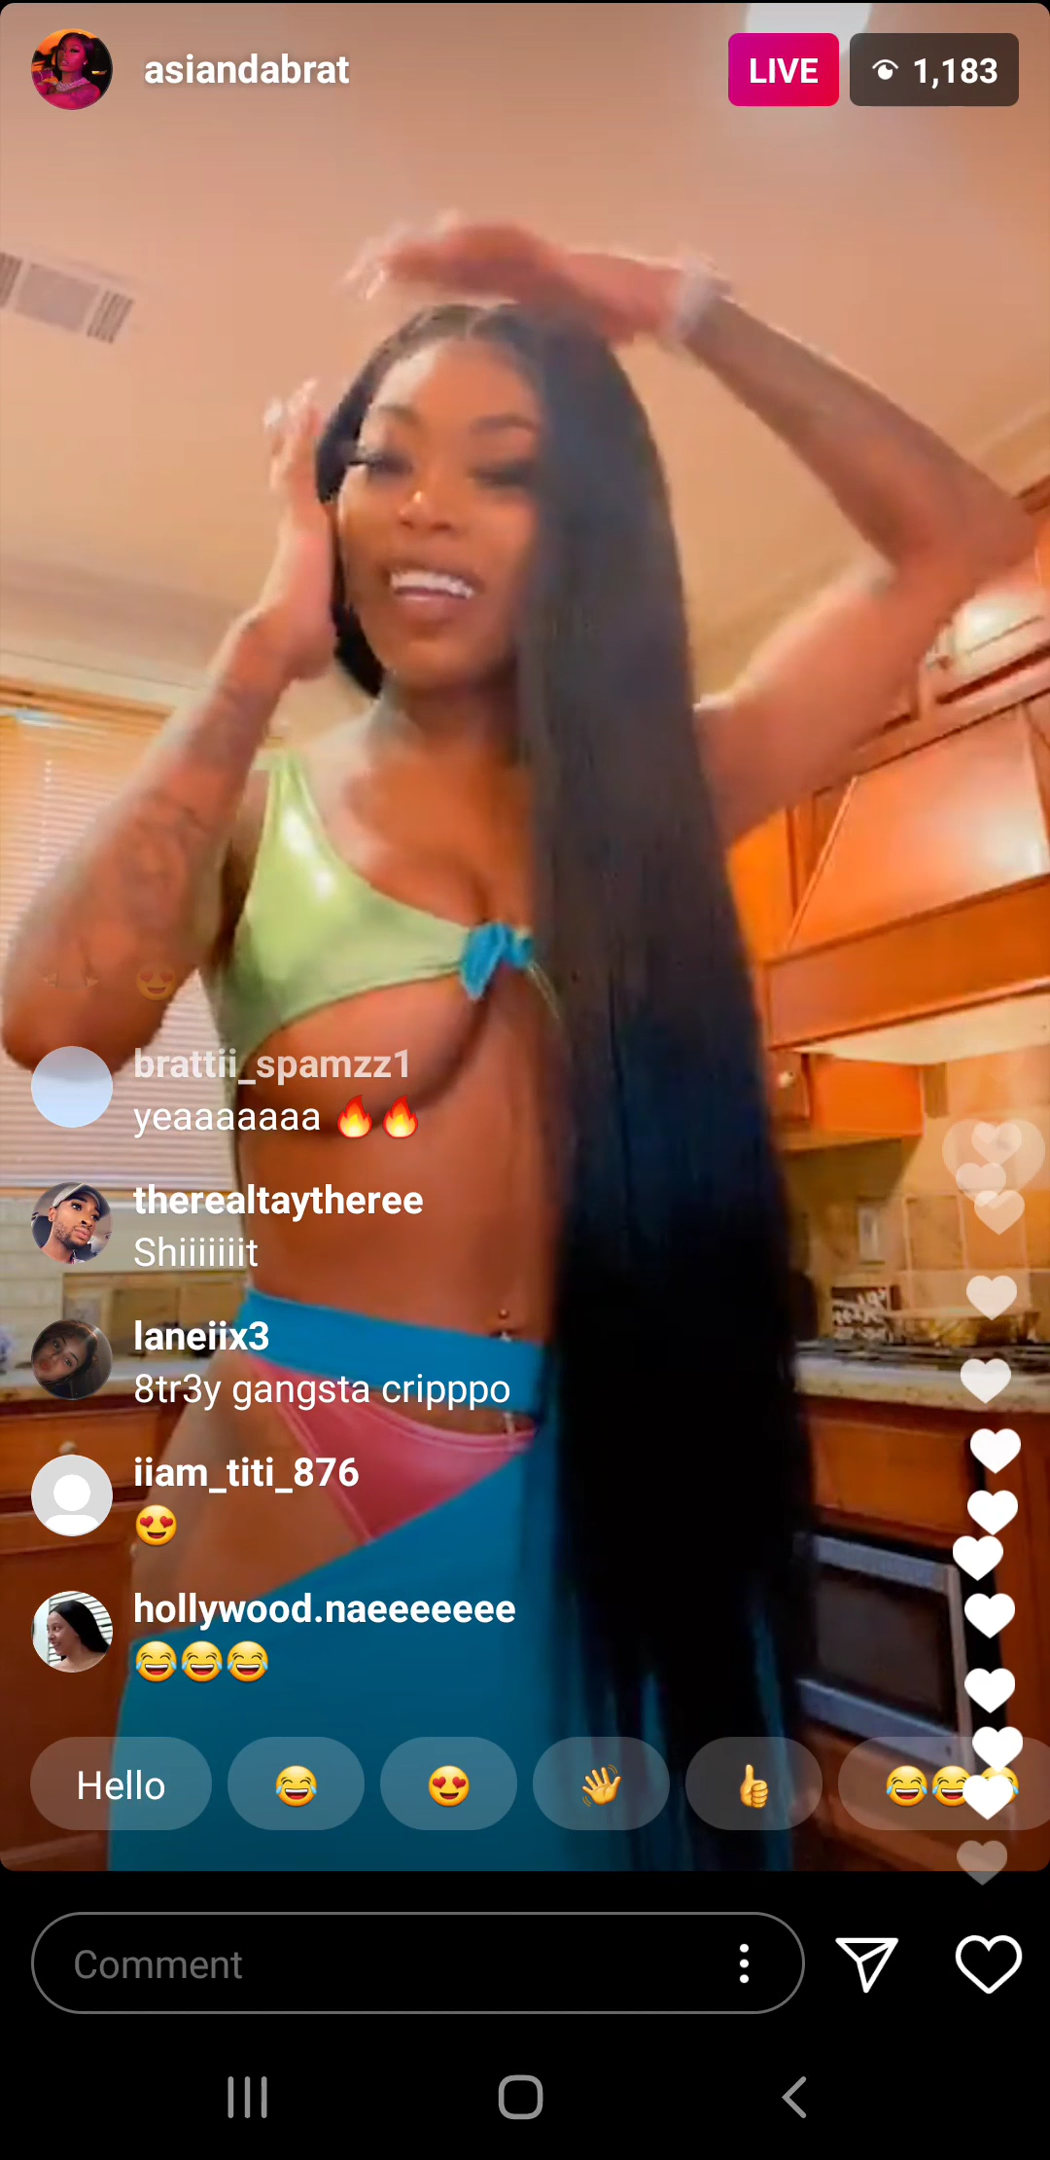 asiandabrat
LIVE 1,183
😍
brattii_spamzz1
yeaaaaaaa 🔥🔥
therealtaytheree
Shiiiiiiit
laneiix3
8tr3y gangsta cripppo
iiam_titi_876
😍
hollywood.naeeeeeee
😂😂😂
Hello 😂 😍 👋 👍 😂😂😂
Comment